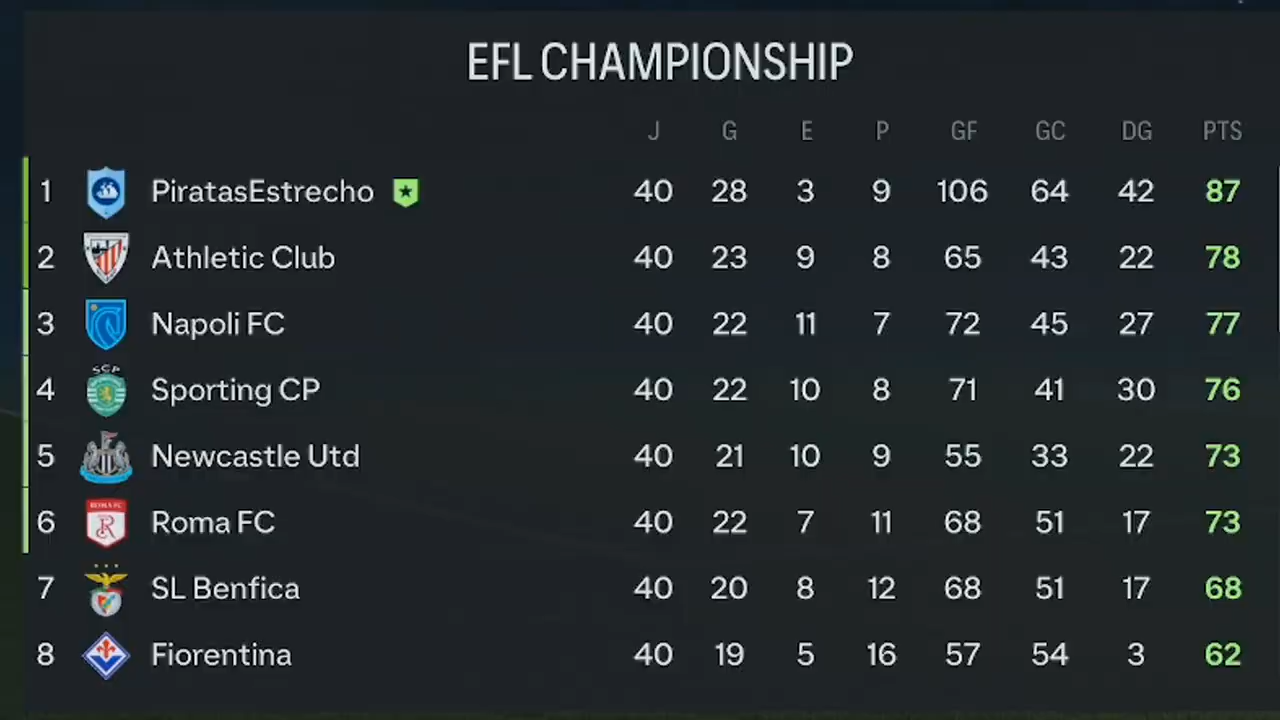 EFL CHAMPIONSHIP
J G E P GF GC DG PTS
1 PiratasEstrecho 40 28 3 9 106 64 42 87
2 Athletic Club 40 23 9 8 65 43 22 78
3 Napoli FC 40 22 11 7 72 45 27 77
SCP
4 Sporting CP 40 22 10 8 71 41 30 76
5 Newcastle Utd 40 21 10 9 55 33 22 73
ROMA FC
6 Roma FC 40 22 7 11 68 51 17 73
7 SL Benfica 40 20 8 12 68 51 17 68
8 Fiorentina 40 19 5 16 57 54 3 62